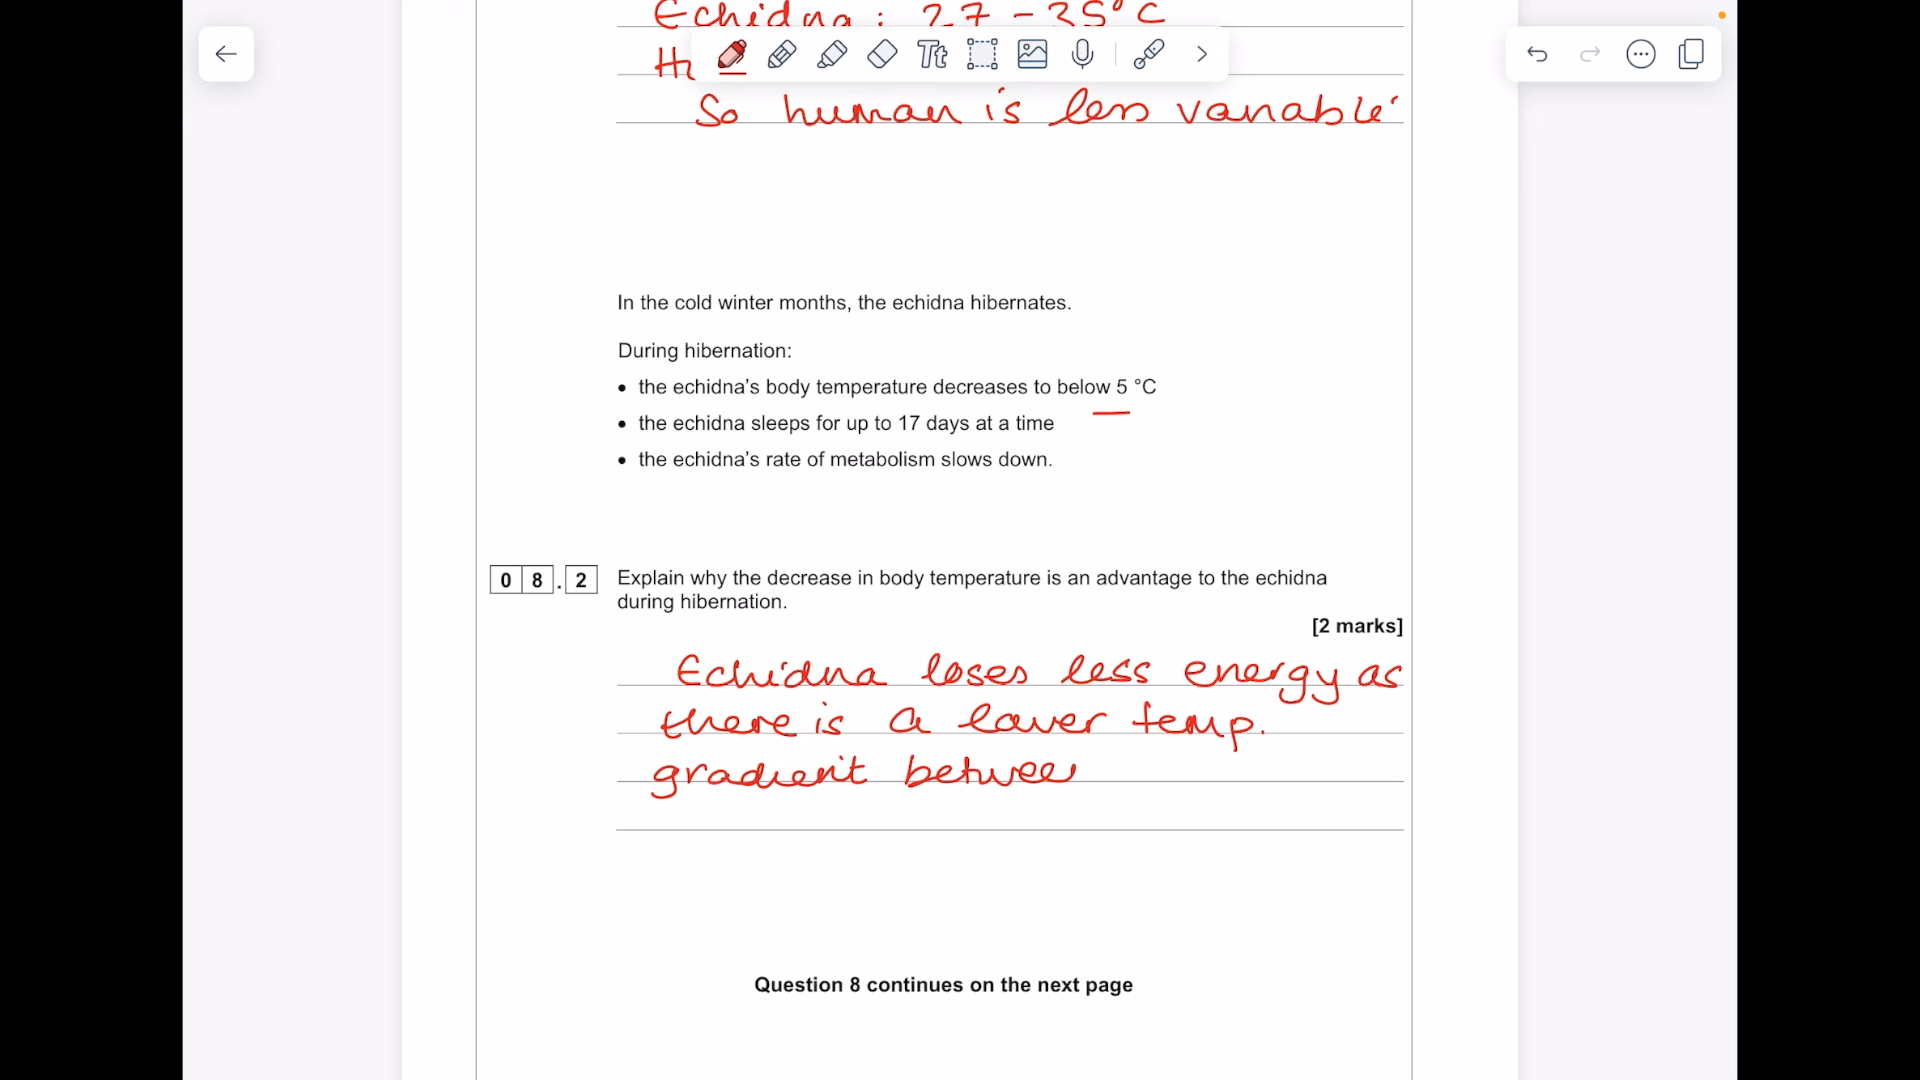 Echidna : 27 - 35° C
Tt
So human is less variable
In the cold winter months, the echidna hibernates.
During hibernation:
• the echidna's body temperature decreases to below 5 °C
• the echidna sleeps for up to 17 days at a time
• the echidna's rate of metabolism slows down.
0 8 . 2 Explain why the decrease in body temperature is an advantage to the echidna
during hibernation.
[2 marks]
Echidna loses less energy as
there is a lower temp.
gradient between
Question 8 continues on the next page